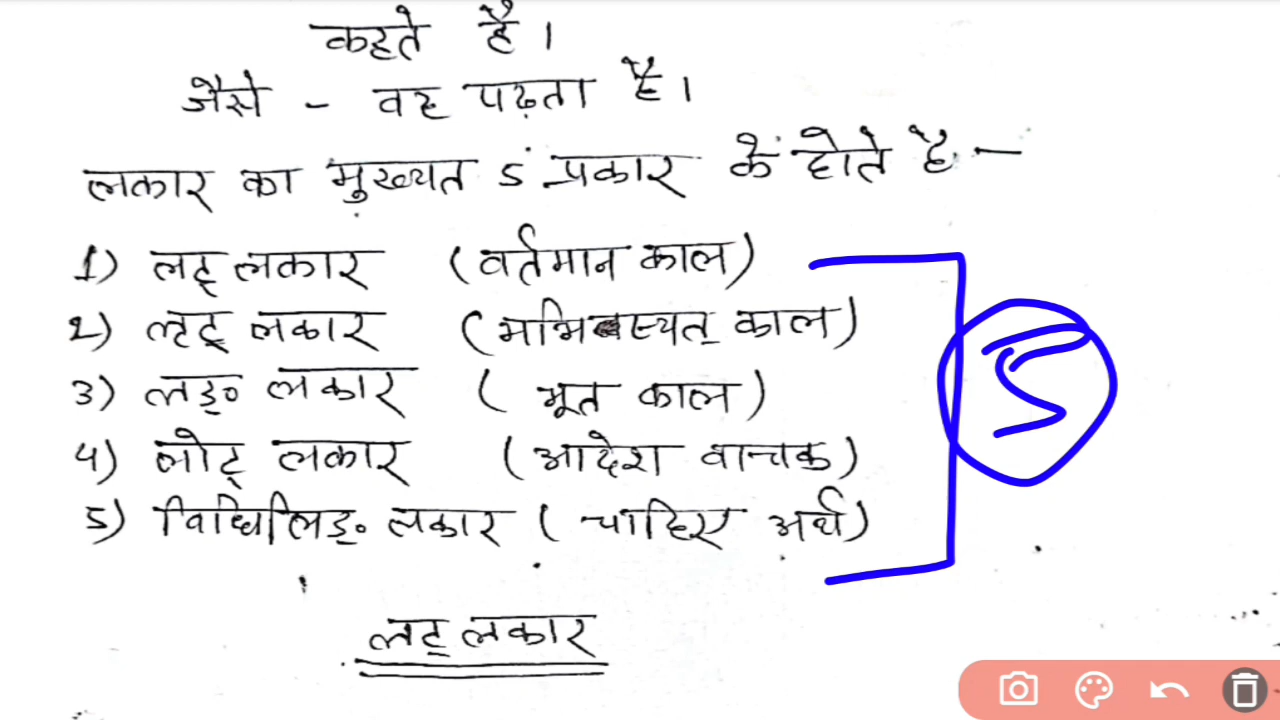 कहते है।
जैसे - वह पढ़ता है।
लकार का मुख्यत 5 प्रकार कें होते है. -
1) लट् लकार (वर्तमान काल)
2) लृट् लकार (भभिष्यत् काल)
3) लङ् लकार (भूत काल)
4) लोट् लकार (आदेश वाचक)
5) विधिलिङ् लकार (चाहिए अर्थ)
5
लट् लकार